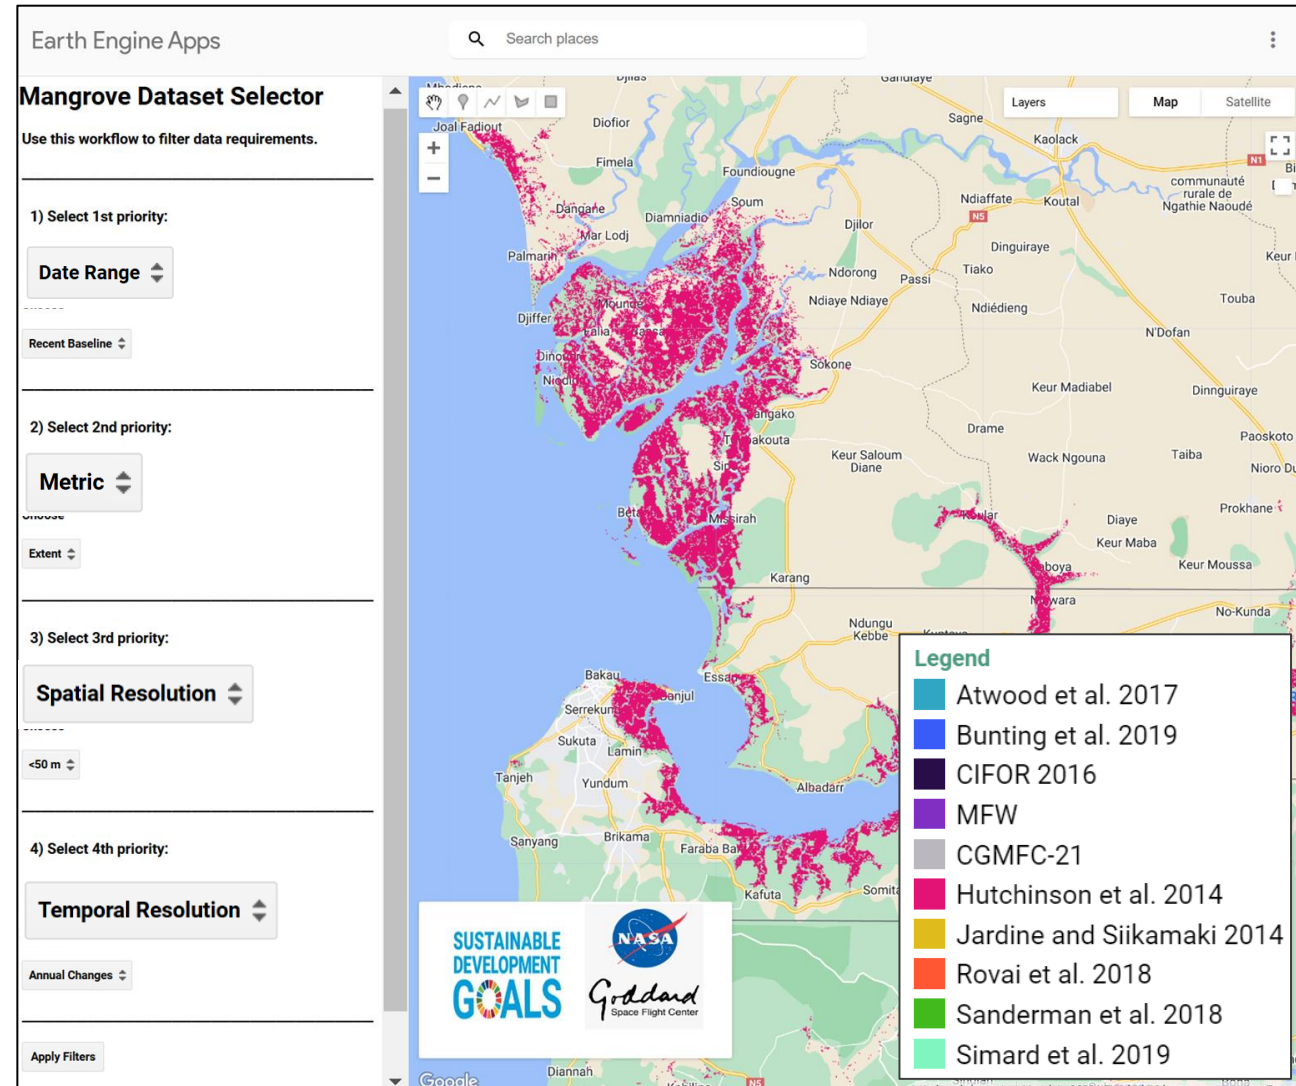 Earth Engine Apps
Search places
Mangrove Dataset Selector
Use this workflow to filter data requirements.
1) Select 1st priority:
Date Range
Recent Baseline
2) Select 2nd priority:
Metric
Extent
3) Select 3rd priority:
Spatial Resolution
<50 m
4) Select 4th priority:
Temporal Resolution
Annual Changes
Apply Filters
Layers
Map
Satellite
Joal Fadiout
Diofior
Sagne
Kaolack
N1
Fimela
Foundiougne
communauté
rurale de
Ngathie Naoudé
Dangane
Diamniadio
Soum
Ndiaffate
Koutal
N5
Mar Lodj
Djilor
Palmarin
Dinguiraye
Ndorong
Passi
Tiako
Keur
Ndiaye Ndiaye
Touba
Djiffer
Ndiédieng
N'Dofan
Sokone
Keur Madiabel
Dinnguiraye
Drame
Paoskoto
Keur Saloum
Diane
Wack Ngouna
Taiba
Nioro Du
Missirah
Prokhane
Diaye
Keur Maba
Karang
Keur Moussa
No-Kunda
Ndungu
Kebbe
Bakau
Sukuta
Lamin
Tanjeh
Yundum
Albadarr
Sanyang
Brikama
Faraba
Kafuta
Somita
Diannah
N5
Google
SUSTAINABLE
DEVELOPMENT
GOALS
NASA
Goddard
Space Flight Center
Legend
Atwood et al. 2017
Bunting et al. 2019
CIFOR 2016
MFW
CGMFC-21
Hutchinson et al. 2014
Jardine and Siikamaki 2014
Rovai et al. 2018
Sanderman et al. 2018
Simard et al. 2019